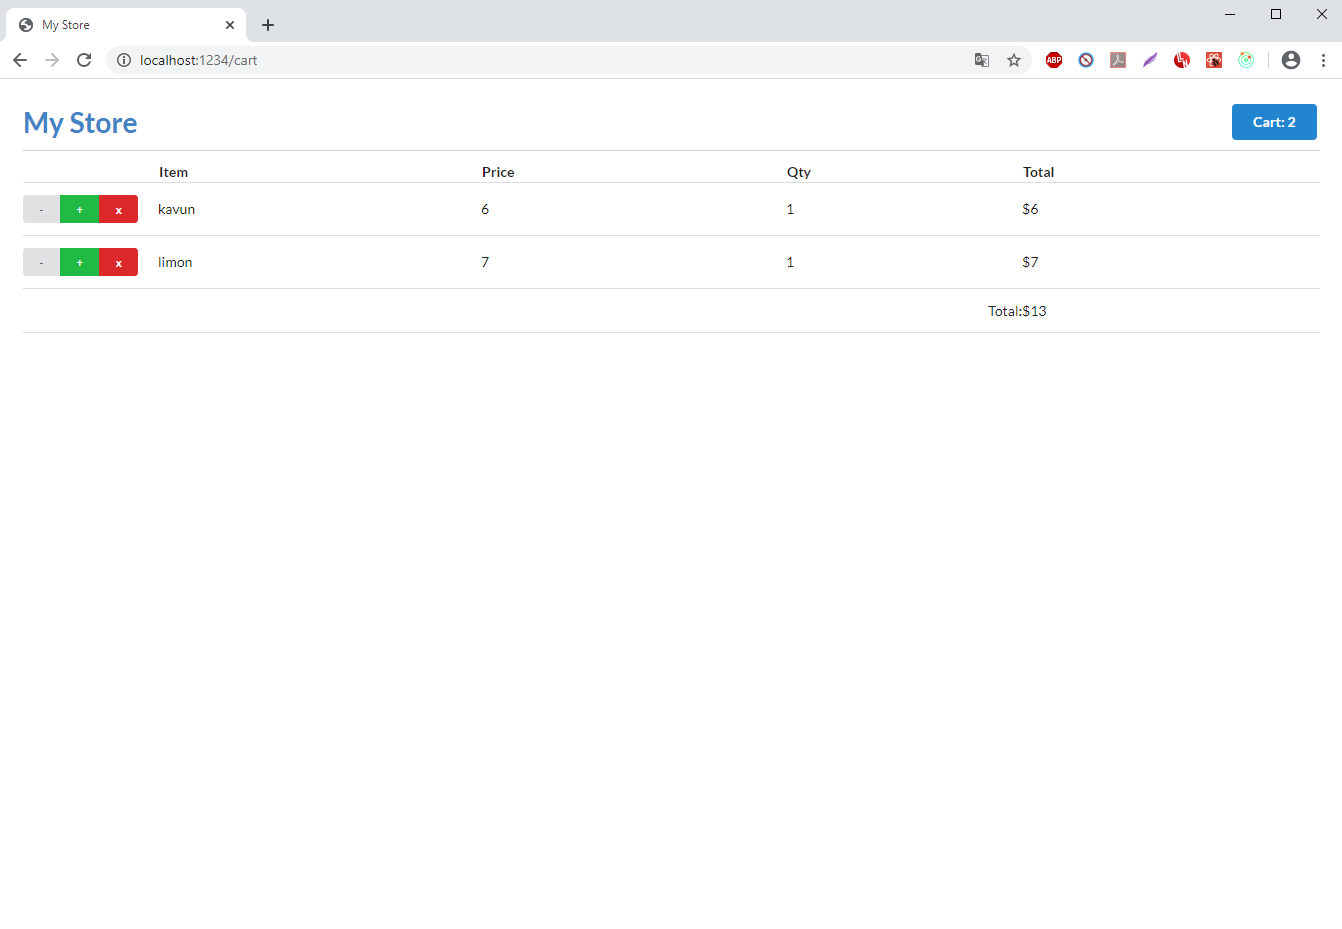 My Store
localhost:1234/cart
ABP
My Store
Cart: 2
Item Price Qty Total
- + x kavun 6 1 $6
- + x limon 7 1 $7
Total:$13